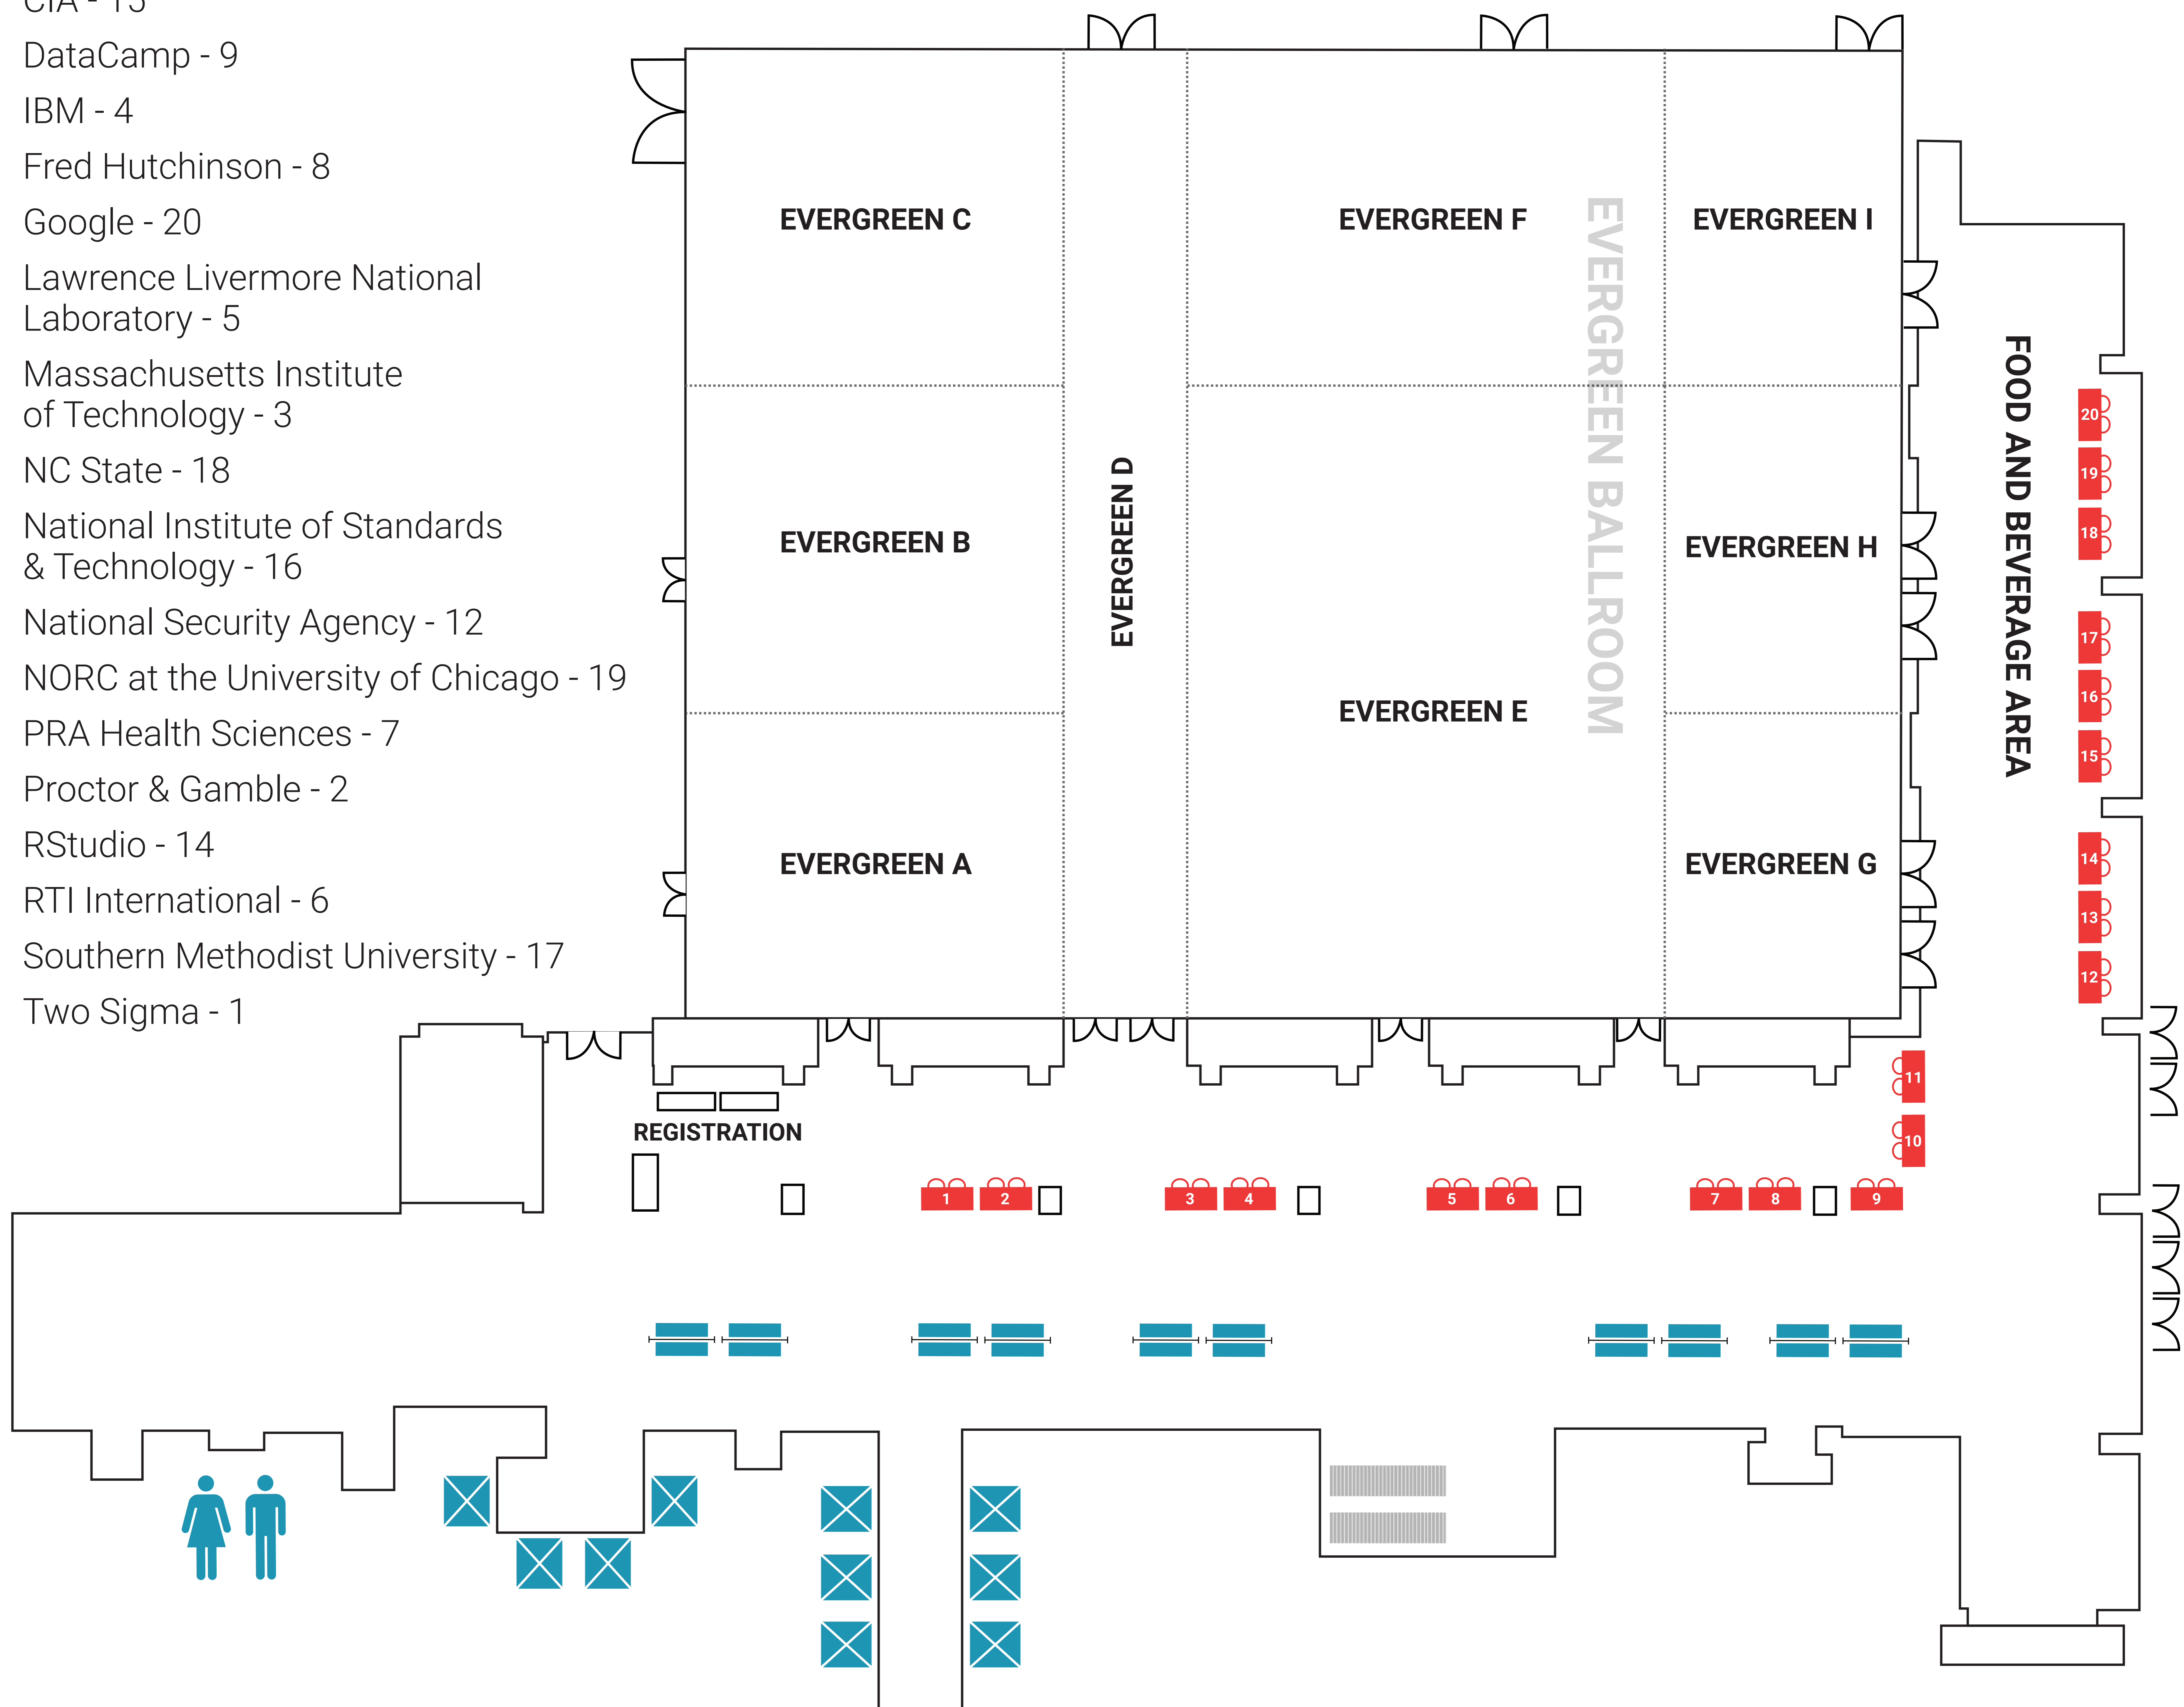 CIA - 15
DataCamp - 9
IBM - 4
Fred Hutchinson - 8
Google - 20
Lawrence Livermore National
Laboratory - 5
Massachusetts Institute
of Technology - 3
NC State - 18
National Institute of Standards
& Technology - 16
National Security Agency - 12
NORC at the University of Chicago - 19
PRA Health Sciences - 7
Proctor & Gamble - 2
RStudio - 14
RTI International - 6
Southern Methodist University - 17
Two Sigma - 1
EVERGREEN C
EVERGREEN F
EVERGREEN I
EVERGREEN B
EVERGREEN D
EVERGREEN H
EVERGREEN E
EVERGREEN A
EVERGREEN G
EVERGREEN BALLROOM
FOOD AND BEVERAGE AREA
20
19
18
17
16
15
14
13
12
11
10
REGISTRATION
1
2
3
4
5
6
7
8
9